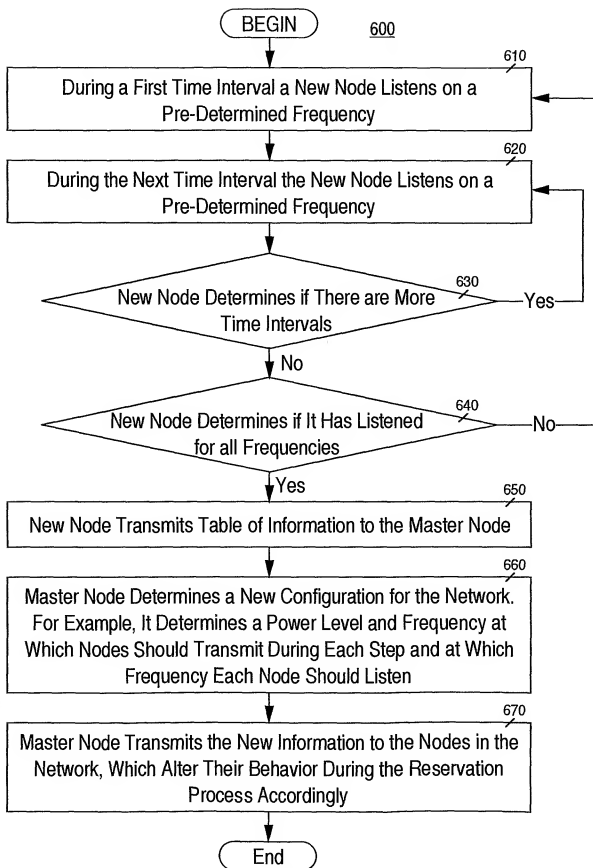 BEGIN
600
610
During a First Time Interval a New Node Listens on a
Pre-Determined Frequency
620
During the Next Time Interval the New Node Listens on a
Pre-Determined Frequency
630
New Node Determines if There are More
Time Intervals
Yes
No
640
New Node Determines if It Has Listened
for all Frequencies
No
Yes
650
New Node Transmits Table of Information to the Master Node
660
Master Node Determines a New Configuration for the Network.
For Example, It Determines a Power Level and Frequency at
Which Nodes Should Transmit During Each Step and at Which
Frequency Each Node Should Listen
670
Master Node Transmits the New Information to the Nodes in the
Network, Which Alter Their Behavior During the Reservation
Process Accordingly
End